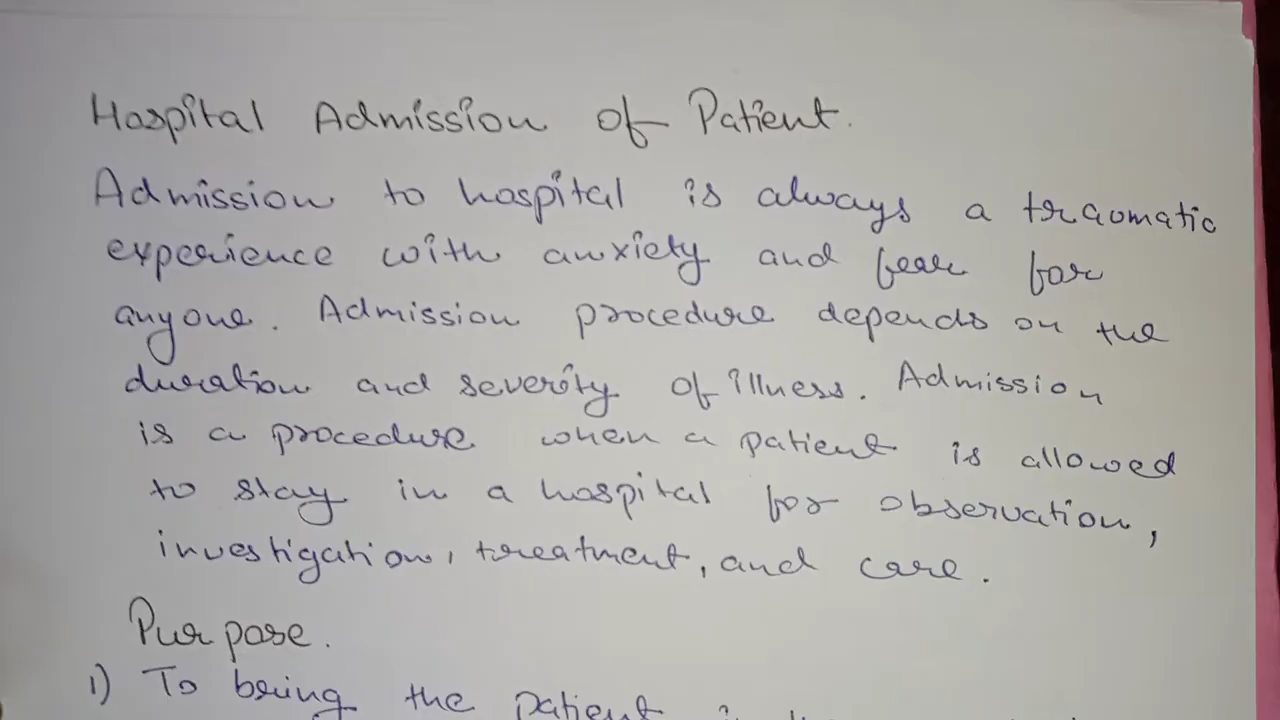 Hospital Admission of Patient.
Admission to hospital is always a traumatic
experience with anxiety and fear for
anyone. Admission procedure depends on the
duration and severity of illness. Admission
is a procedure when a patient is allowed
to stay in a hospital for observation,
investigation, treatment, and care.
Purpose.
1) To bring the patient